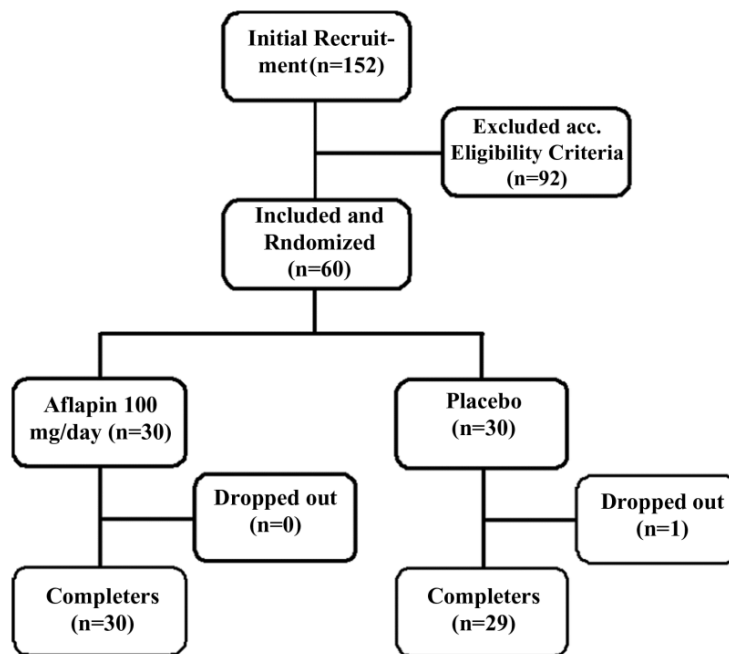 Initial Recruit-
ment(n=152)
Excluded acc.
Eligibility Criteria
(n=92)
Included and
Rndomized
(n=60)
Aflapin 100
mg/day (n=30)
Placebo
(n=30)
Dropped out
(n=0)
Dropped out
(n=1)
Completers
(n=30)
Completers
(n=29)